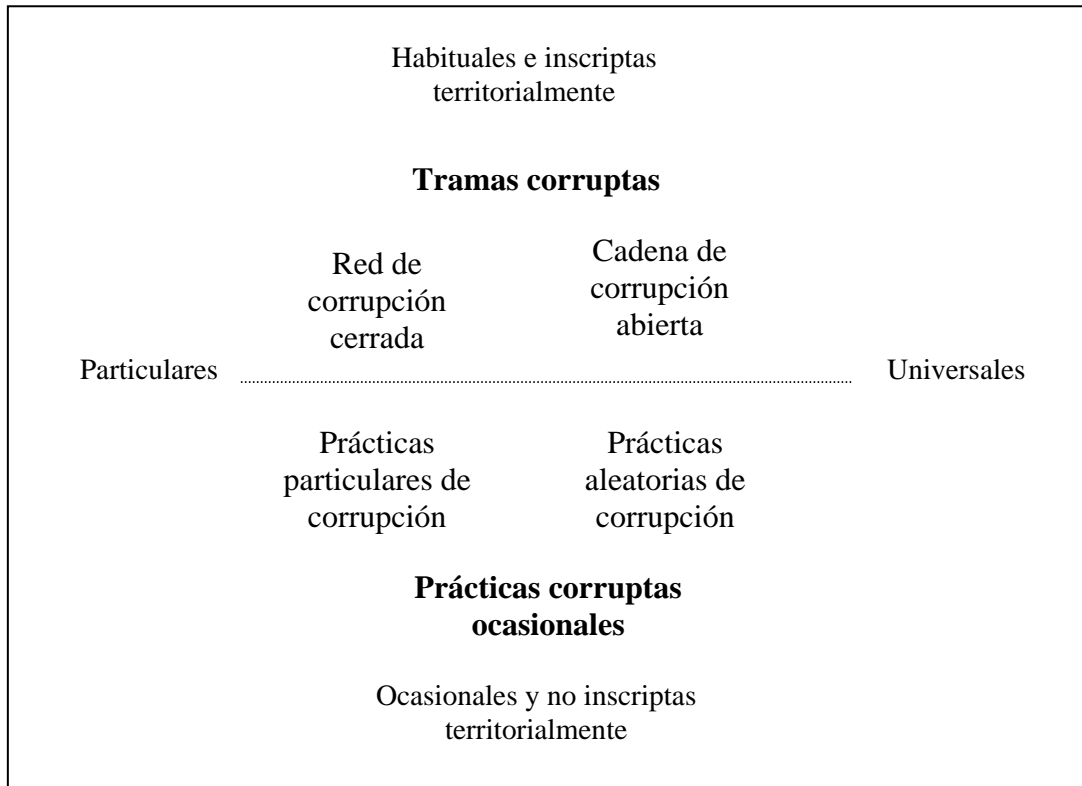 Habituales e inscriptas
territorialmente
Tramas corruptas
Red de
corrupción
cerrada
Cadena de
corrupción
abierta
Particulares
Universales
Prácticas
particulares de
corrupción
Prácticas
aleatorias de
corrupción
Prácticas corruptas
ocasionales
Ocasionales y no inscriptas
territorialmente